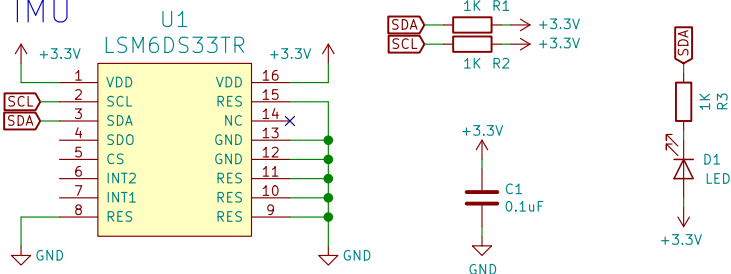 IMU
U1
LSM6DS33TR
+3.3V
+3.3V
1 VDD VDD 16
SCL 2 SCL RES 15
SDA 3 SDA NC 14
4 SDO GND 13
5 CS GND 12
6 INT2 RES 11
7 INT1 RES 10
8 RES RES 9
GND
GND
1K R1
SDA +3.3V
SCL +3.3V
1K R2
+3.3V
C1
0.1uF
GND
SDA
1K
R3
D1
LED
+3.3V